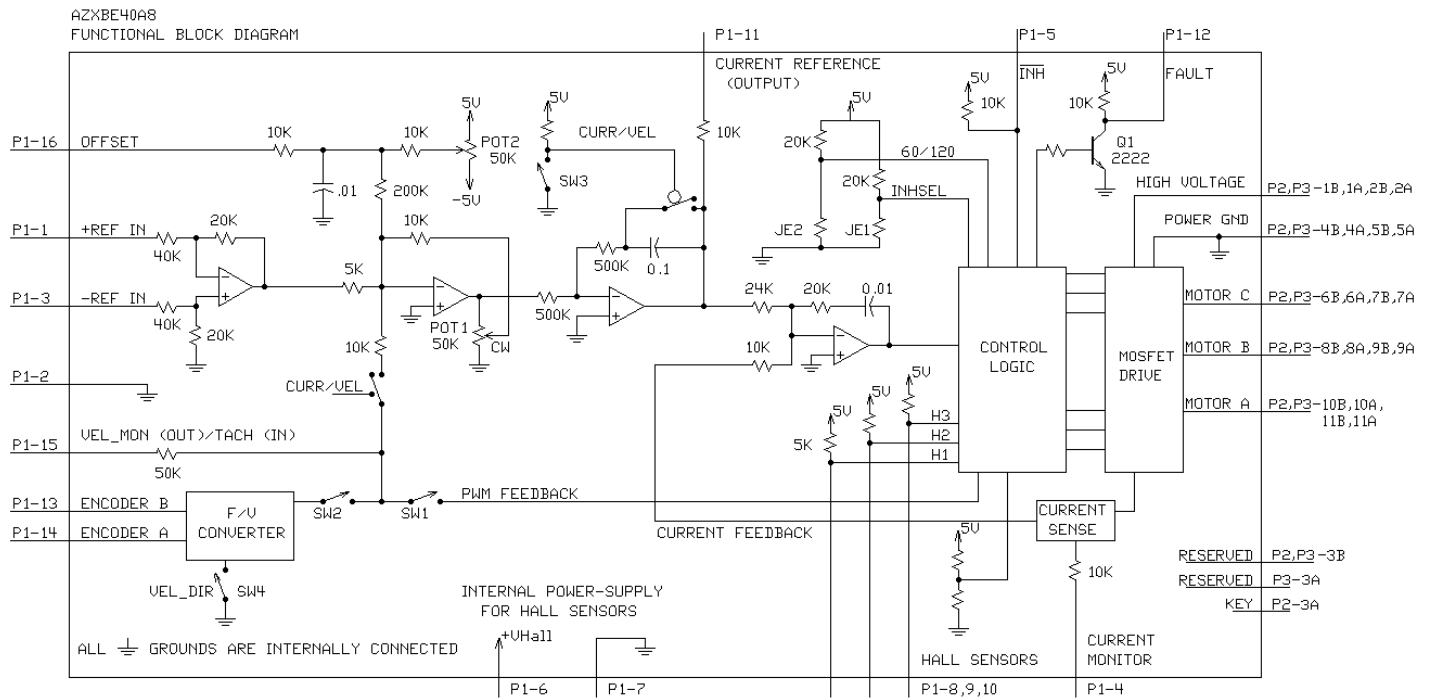 AZXBE40A8
FUNCTIONAL BLOCK DIAGRAM
P1-11
P1-5
P1-12
CURRENT REFERENCE
(OUTPUT)
INH
FAULT
5V
10K
5V
10K
Q1
2222
P1-16 OFFSET
10K
10K
5V
POT2
50K
-5V
.01
200K
5V
CURR/VEL
SW3
10K
5V
20K
60/120
20K
INHSEL
JE2
JE1
HIGH VOLTAGE P2,P3-1B,1A,2B,2A
POWER GND P2,P3-4B,4A,5B,5A
P1-1 +REF IN
40K
20K
5K
10K
500K
0.1
P1-3 -REF IN
40K
20K
POT1
50K
CW
500K
24K
20K
0.01
10K
CONTROL
LOGIC
MOSFET
DRIVE
MOTOR C P2,P3-6B,6A,7B,7A
MOTOR B P2,P3-8B,8A,9B,9A
MOTOR A P2,P3-10B,10A,
11B,11A
P1-2
10K
CURR/VEL
5V
5V
5V
5K
H3
H2
H1
P1-15 VEL_MON (OUT)/TACH (IN)
50K
P1-13 ENCODER B
P1-14 ENCODER A
F/V
CONVERTER
SW2
SW1
PWM FEEDBACK
CURRENT FEEDBACK
CURRENT
SENSE
5V
10K
VEL_DIR
SW4
RESERVED P2,P3-3B
RESERVED P3-3A
KEY P2-3A
INTERNAL POWER-SUPPLY
FOR HALL SENSORS
+VHall
ALL GROUNDS ARE INTERNALLY CONNECTED
HALL SENSORS
CURRENT
MONITOR
P1-6
P1-7
P1-8,9,10
P1-4